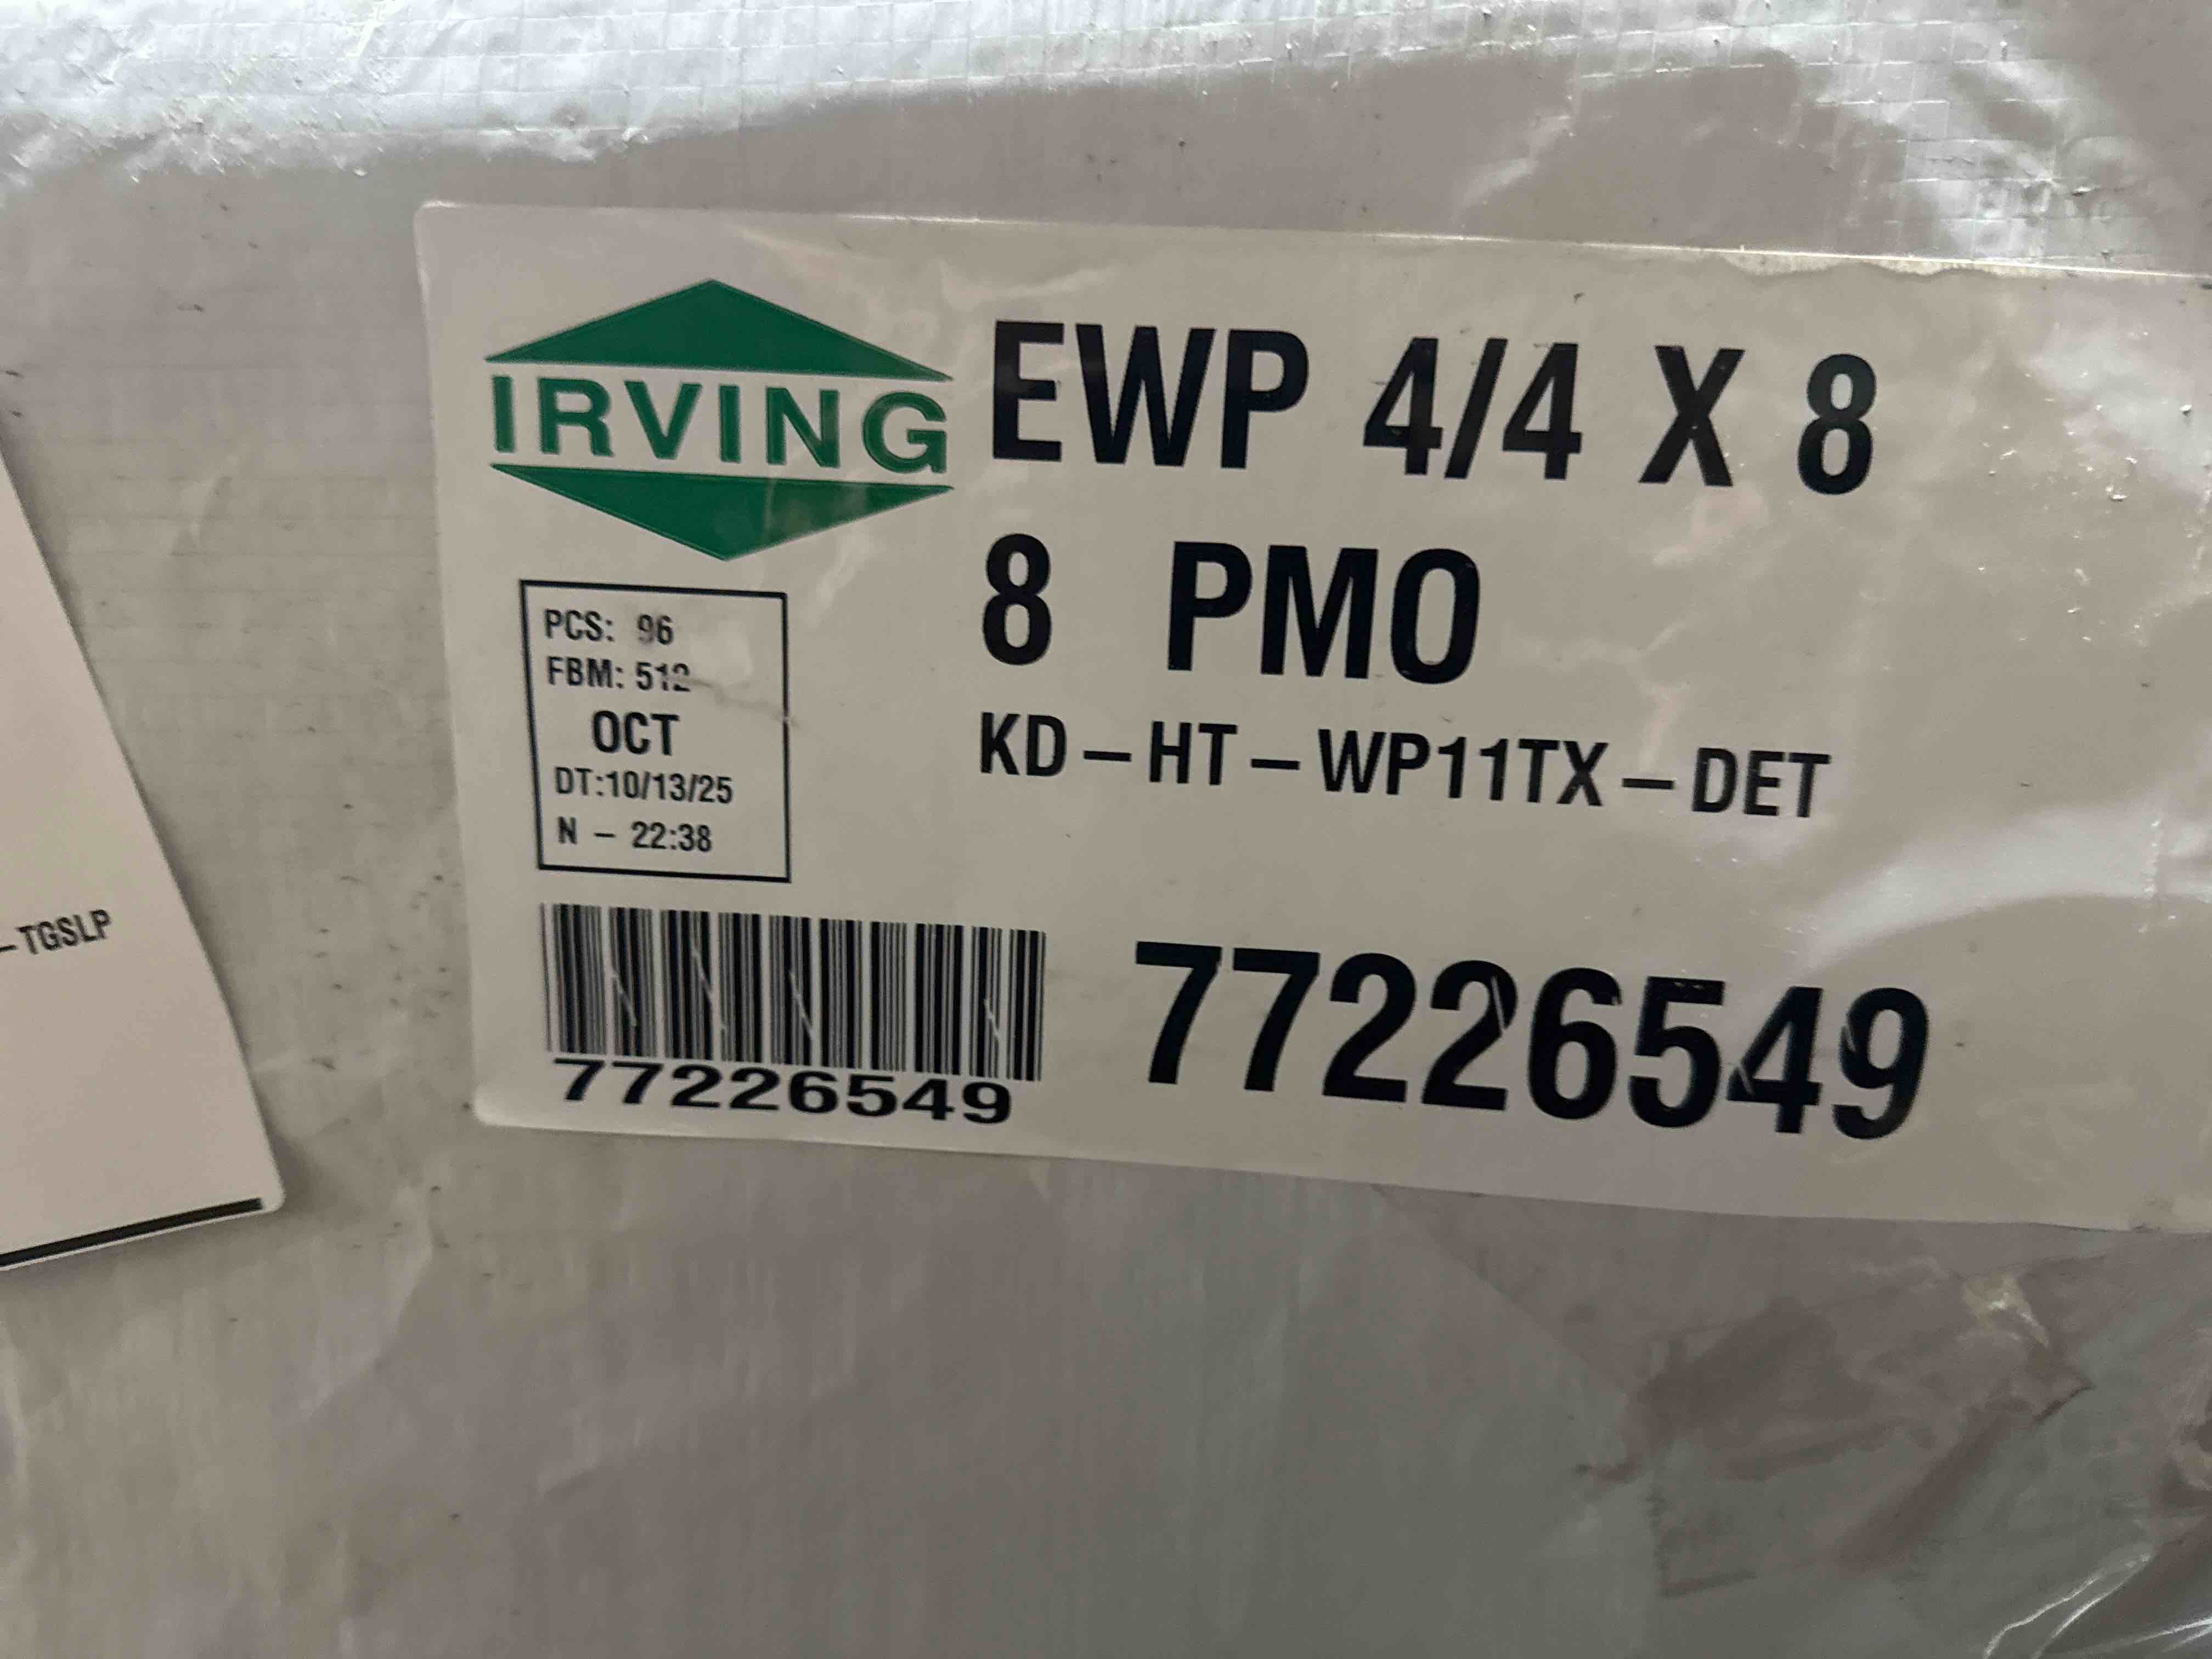 IRVING
EWP 4/4 X 8
8 PMO
KD – HT – WP11TX – DET
PCS: 96
FBM: 512
OCT
DT:10/13/25
N – 22:38
77226549
77226549
– TGSLP